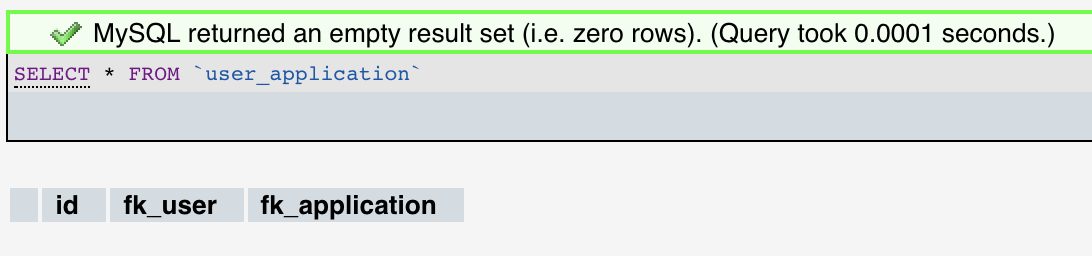 MySQL returned an empty result set (i.e. zero rows). (Query took 0.0001 seconds.)
SELECT * FROM `user_application`
id fk_user fk_application